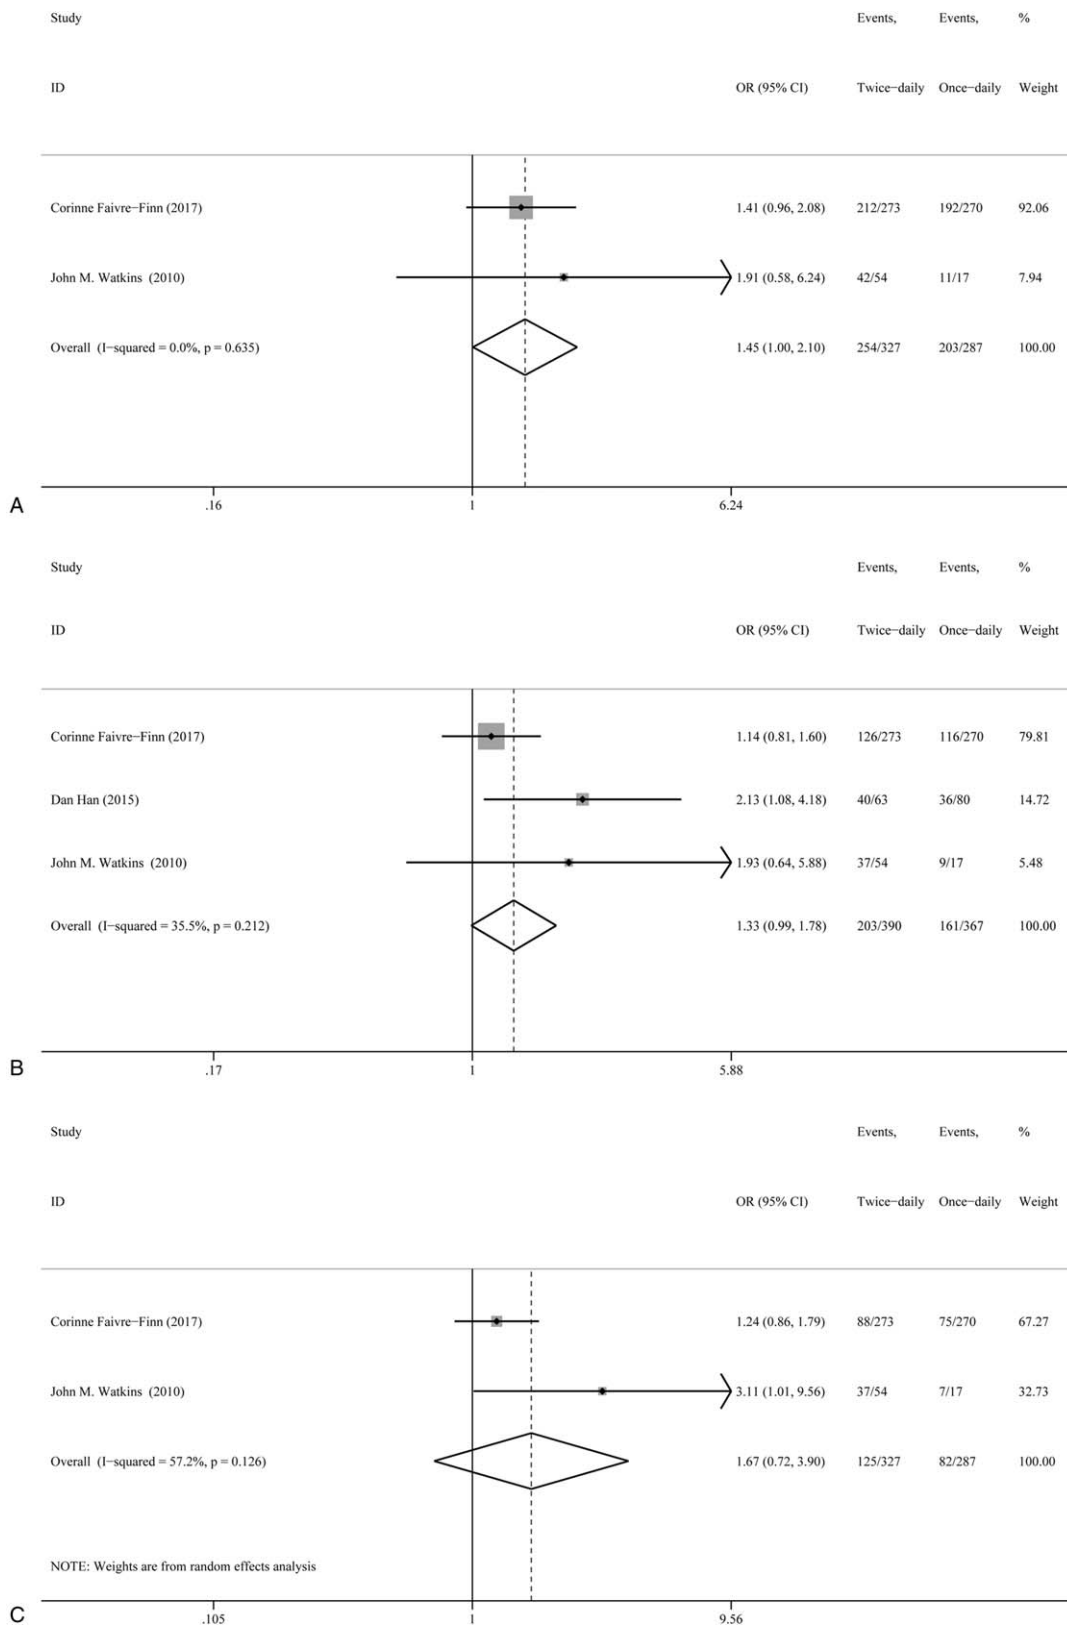 Study Events, Events, %
ID OR (95% CI) Twice−daily Once−daily Weight
Corinne Faivre−Finn (2017) 1.41 (0.96, 2.08) 212/273 192/270 92.06
John M. Watkins (2010) 1.91 (0.58, 6.24) 42/54 11/17 7.94
Overall (I−squared = 0.0%, p = 0.635) 1.45 (1.00, 2.10) 254/327 203/287 100.00
A
.16 1 6.24
Study Events, Events, %
ID OR (95% CI) Twice−daily Once−daily Weight
Corinne Faivre−Finn (2017) 1.14 (0.81, 1.60) 126/273 116/270 79.81
Dan Han (2015) 2.13 (1.08, 4.18) 40/63 36/80 14.72
John M. Watkins (2010) 1.93 (0.64, 5.88) 37/54 9/17 5.48
Overall (I−squared = 35.5%, p = 0.212) 1.33 (0.99, 1.78) 203/390 161/367 100.00
B
.17 1 5.88
Study Events, Events, %
ID OR (95% CI) Twice−daily Once−daily Weight
Corinne Faivre−Finn (2017) 1.24 (0.86, 1.79) 88/273 75/270 67.27
John M. Watkins (2010) 3.11 (1.01, 9.56) 37/54 7/17 32.73
Overall (I−squared = 57.2%, p = 0.126) 1.67 (0.72, 3.90) 125/327 82/287 100.00
NOTE: Weights are from random effects analysis
C
.105 1 9.56